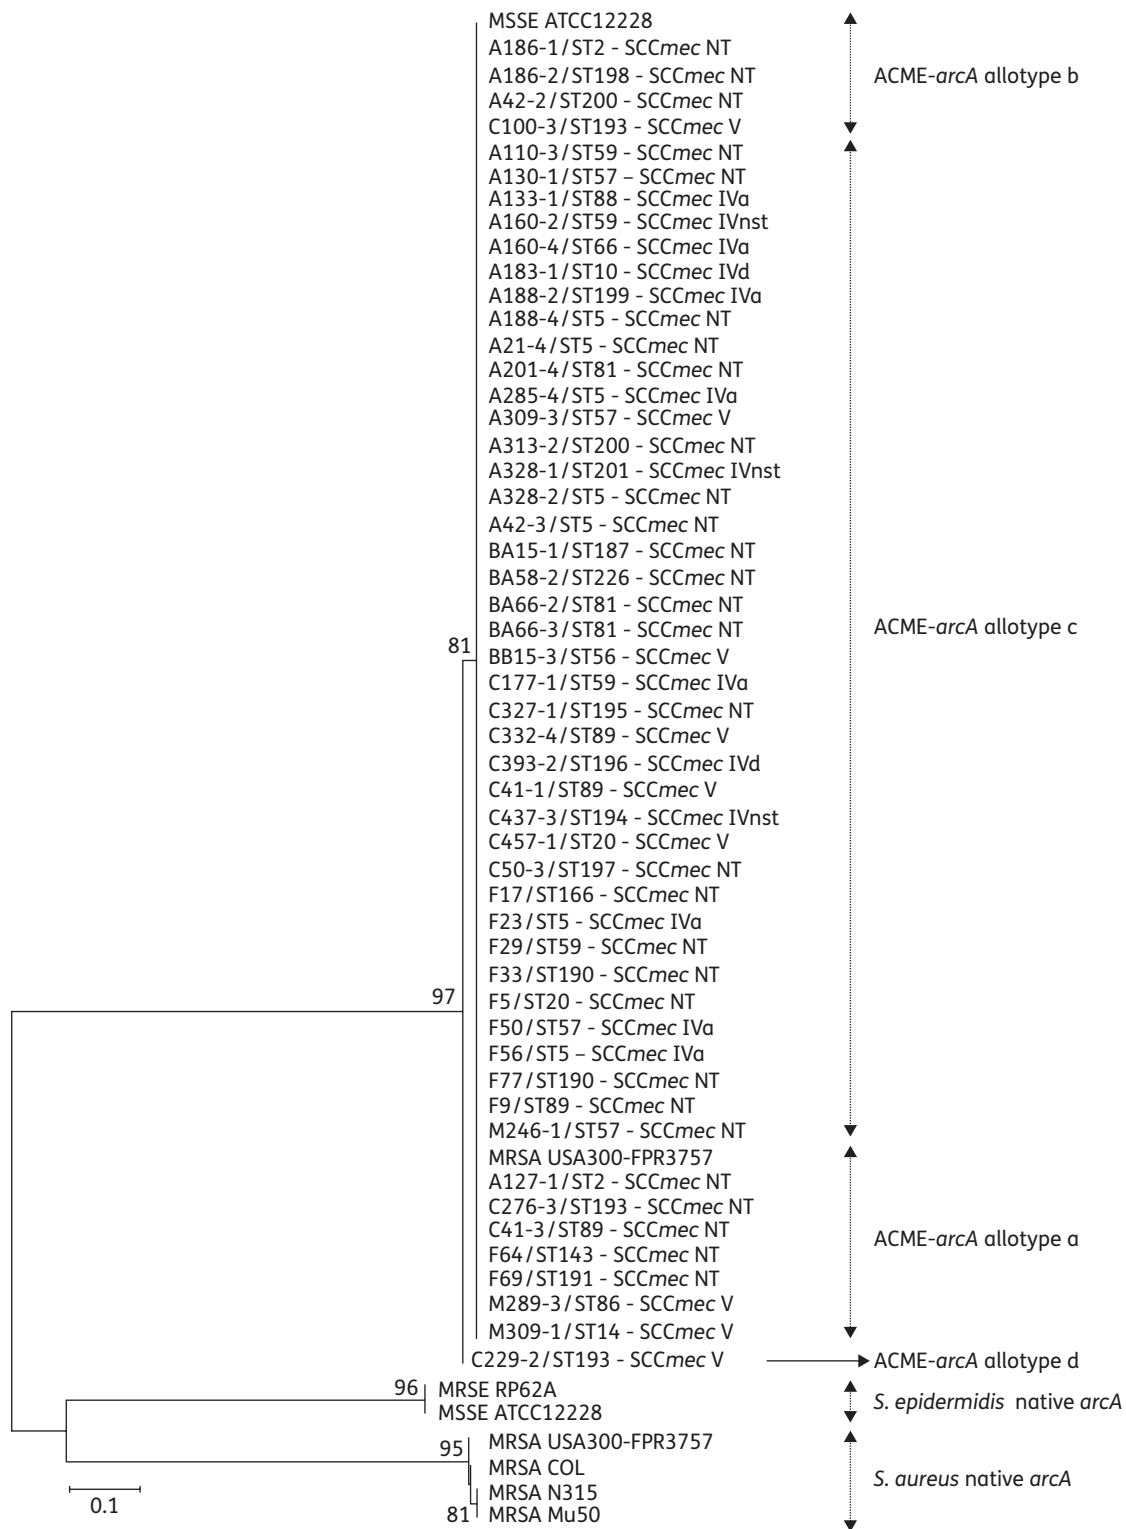 MSSE ATCC12228
A186-1/ST2 - SCCmec NT
A186-2/ST198 - SCCmec NT
ACME-arcA allotype b
A42-2/ST200 - SCCmec NT
C100-3/ST193 - SCCmec V
A110-3/ST59 - SCCmec NT
A130-1/ST57 – SCCmec NT
A133-1/ST88 - SCCmec IVa
A160-2/ST59 - SCCmec IVnst
A160-4/ST66 - SCCmec IVa
A183-1/ST10 - SCCmec IVd
A188-2/ST199 - SCCmec IVa
A188-4/ST5 - SCCmec NT
A21-4/ST5 - SCCmec NT
A201-4/ST81 - SCCmec NT
A285-4/ST5 - SCCmec IVa
A309-3/ST57 - SCCmec V
A313-2/ST200 - SCCmec NT
A328-1/ST201 - SCCmec IVnst
A328-2/ST5 - SCCmec NT
A42-3/ST5 - SCCmec NT
BA15-1/ST187 - SCCmec NT
BA58-2/ST226 - SCCmec NT
BA66-2/ST81 - SCCmec NT
BA66-3/ST81 - SCCmec NT
ACME-arcA allotype c
81
BB15-3/ST56 - SCCmec V
C177-1/ST59 - SCCmec IVa
C327-1/ST195 - SCCmec NT
C332-4/ST89 - SCCmec V
C393-2/ST196 - SCCmec IVd
C41-1/ST89 - SCCmec V
C437-3/ST194 - SCCmec IVnst
C457-1/ST20 - SCCmec V
C50-3/ST197 - SCCmec NT
F17/ST166 - SCCmec NT
F23/ST5 - SCCmec IVa
F29/ST59 - SCCmec NT
F33/ST190 - SCCmec NT
97
F5/ST20 - SCCmec NT
F50/ST57 - SCCmec IVa
F56/ST5 – SCCmec IVa
F77/ST190 - SCCmec NT
F9/ST89 - SCCmec NT
M246-1/ST57 - SCCmec NT
MRSA USA300-FPR3757
A127-1/ST2 - SCCmec NT
C276-3/ST193 - SCCmec NT
C41-3/ST89 - SCCmec NT
ACME-arcA allotype a
F64/ST143 - SCCmec NT
F69/ST191 - SCCmec NT
M289-3/ST86 - SCCmec V
M309-1/ST14 - SCCmec V
C229-2/ST193 - SCCmec V
ACME-arcA allotype d
96
MRSE RP62A
S. epidermidis native arcA
MSSE ATCC12228
95
MRSA USA300-FPR3757
MRSA COL
S. aureus native arcA
MRSA N315
0.1
81
MRSA Mu50